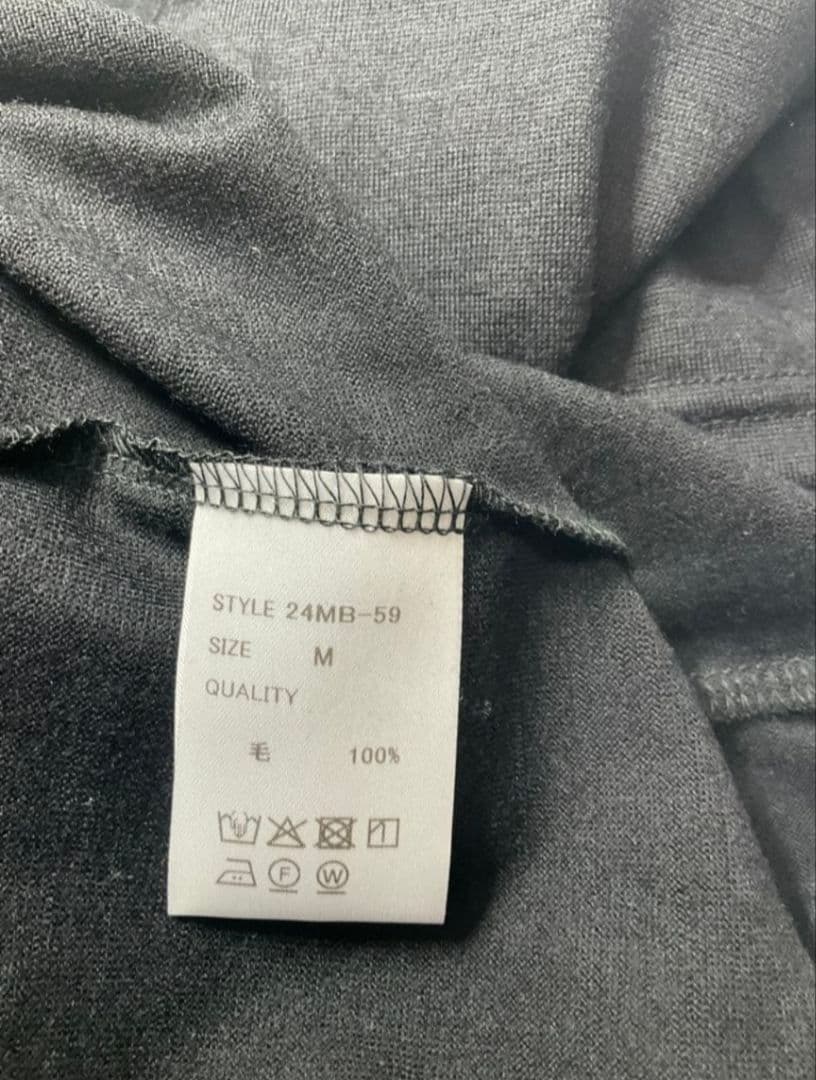 STYLE 24MB-59
SIZE M
QUALITY
毛 100%
F W